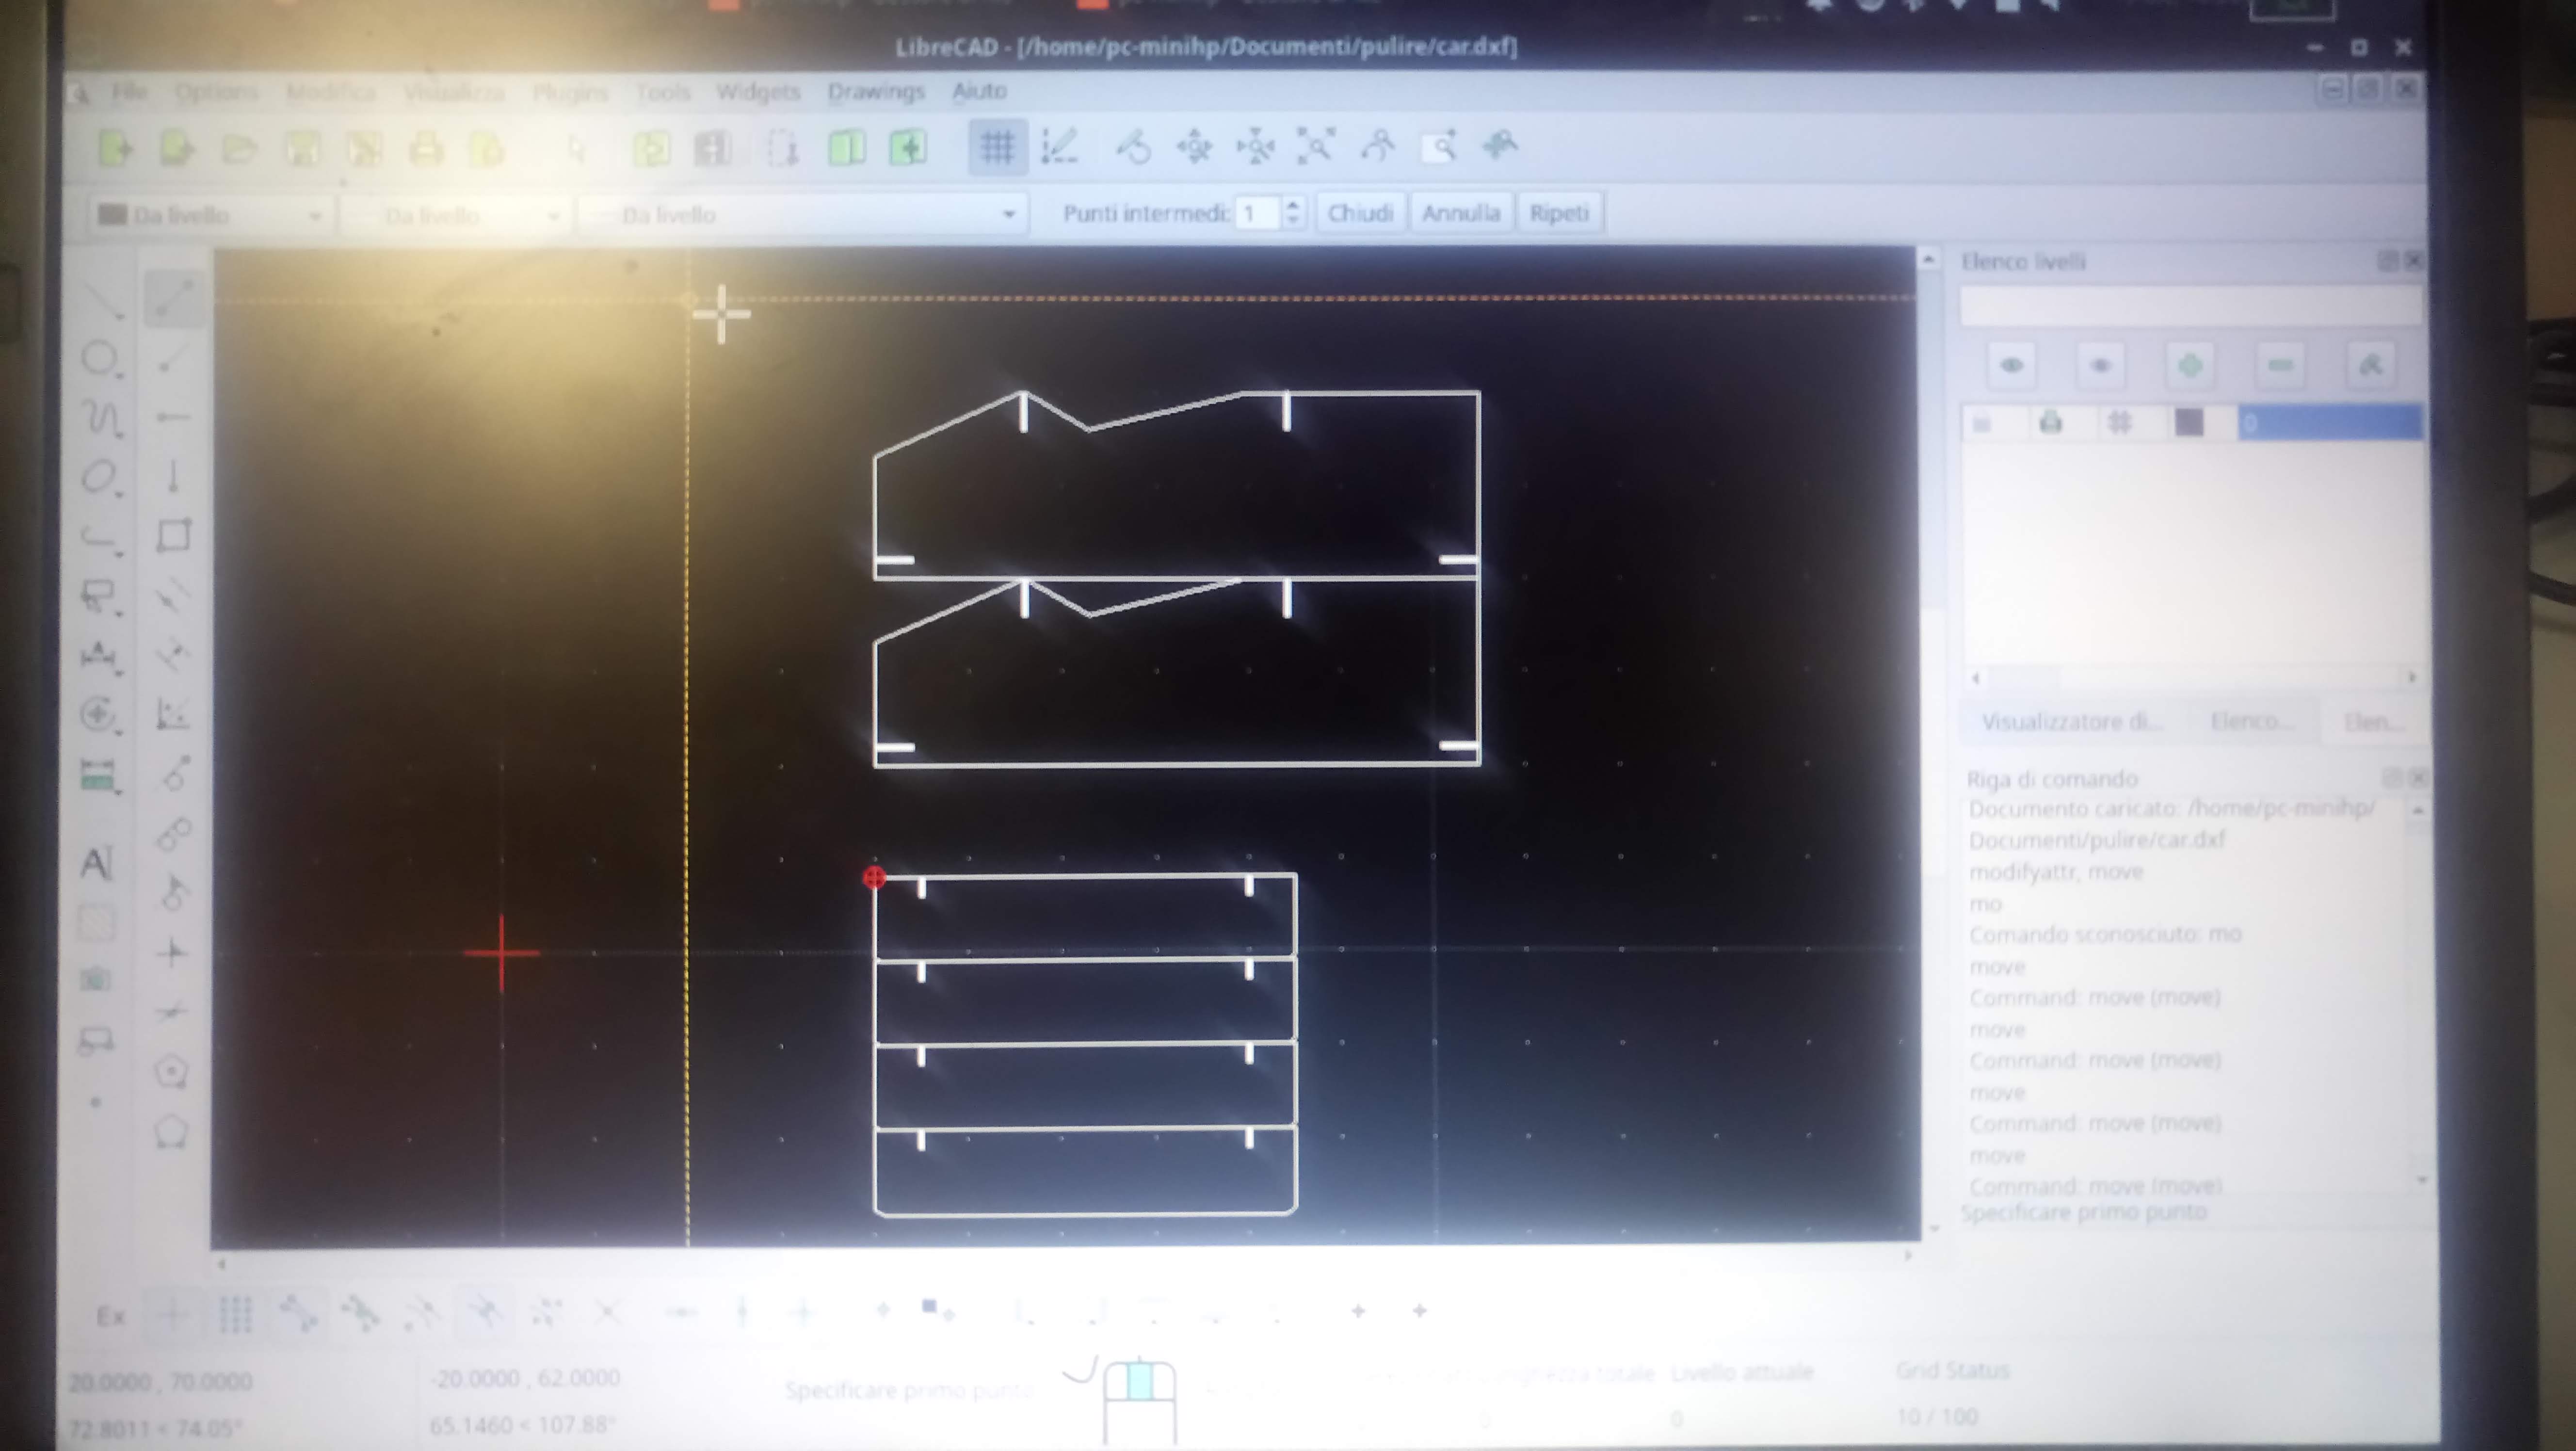 LibreCAD - [/home/pc-minihp/Documenti/pulire/car.dxf]
File Options Modifica Visualizza Plugins Tools Widgets Drawings Aiuto
Da livello Da livello Da livello Punti intermedi: 1 Chiudi Annulla Ripeti
Elenco livelli
0
Visualizzatore di... Elenco... Elen...
Riga di comando
Documento caricato: /home/pc-minihp/
Documenti/pulire/car.dxf
modifyattr, move
mo
Comando sconosciuto: mo
move
Command: move (move)
move
Command: move (move)
move
Command: move (move)
move
Command: move (move)
Specificare primo punto
A
Ex
20.0000 , 70.0000
72.8011 < 74.05°
-20.0000 , 62.0000
65.1460 < 107.88°
Specificare primo punto
totale
Livello attuale
0
Grid Status
10 / 100